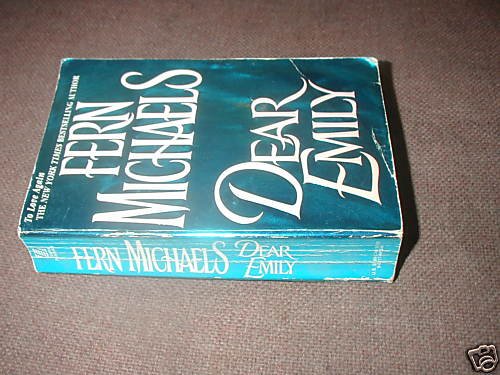 To Love Again
THE NEW YORK TIMES BESTSELLING AUTHOR
FERN
MICHAELS
DEAR
EMILY
FERN MICHAELS
DEAR
EMILY